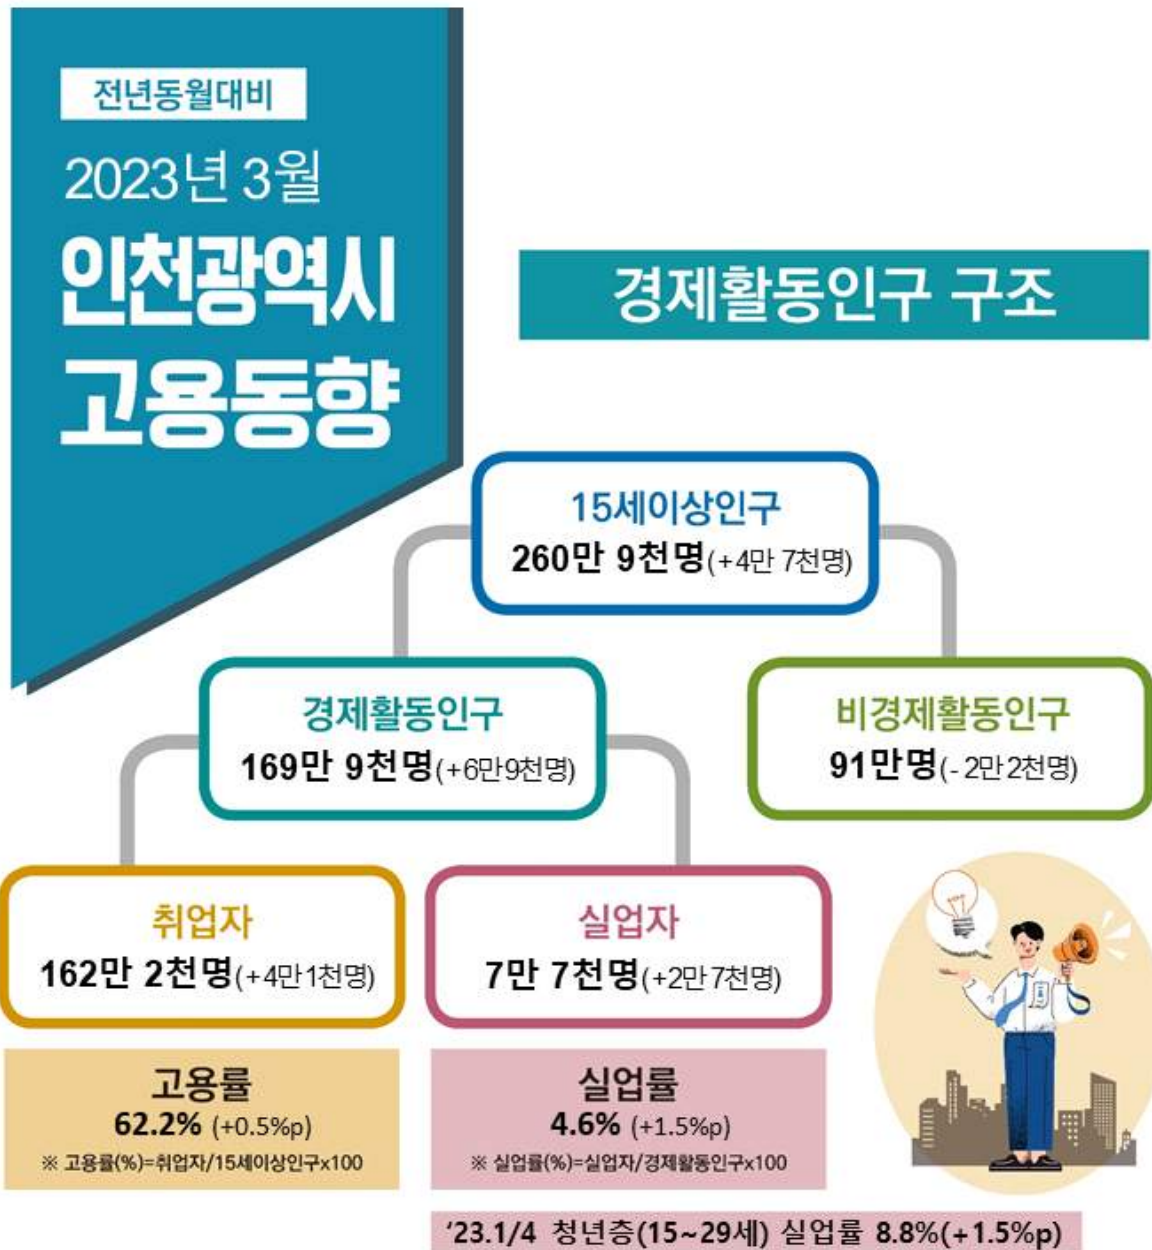 전년동월대비
2023년 3월
인천광역시
고용동향
경제활동인구 구조
15세이상인구
260만 9천명(+4만 7천명)
경제활동인구
169만 9천명(+6만9천명)
비경제활동인구
91만명(- 2만 2천명)
취업자
162만 2천명(+4만 1천명)
실업자
7만 7천명(+2만 7천명)
고용률
62.2% (+0.5%p)
※ 고용률(%)=취업자/15세이상인구x100
실업률
4.6% (+1.5%p)
※ 실업률(%)=실업자/경제활동인구x100
‘23.1/4 청년층(15~29세) 실업률 8.8%(+1.5%p)